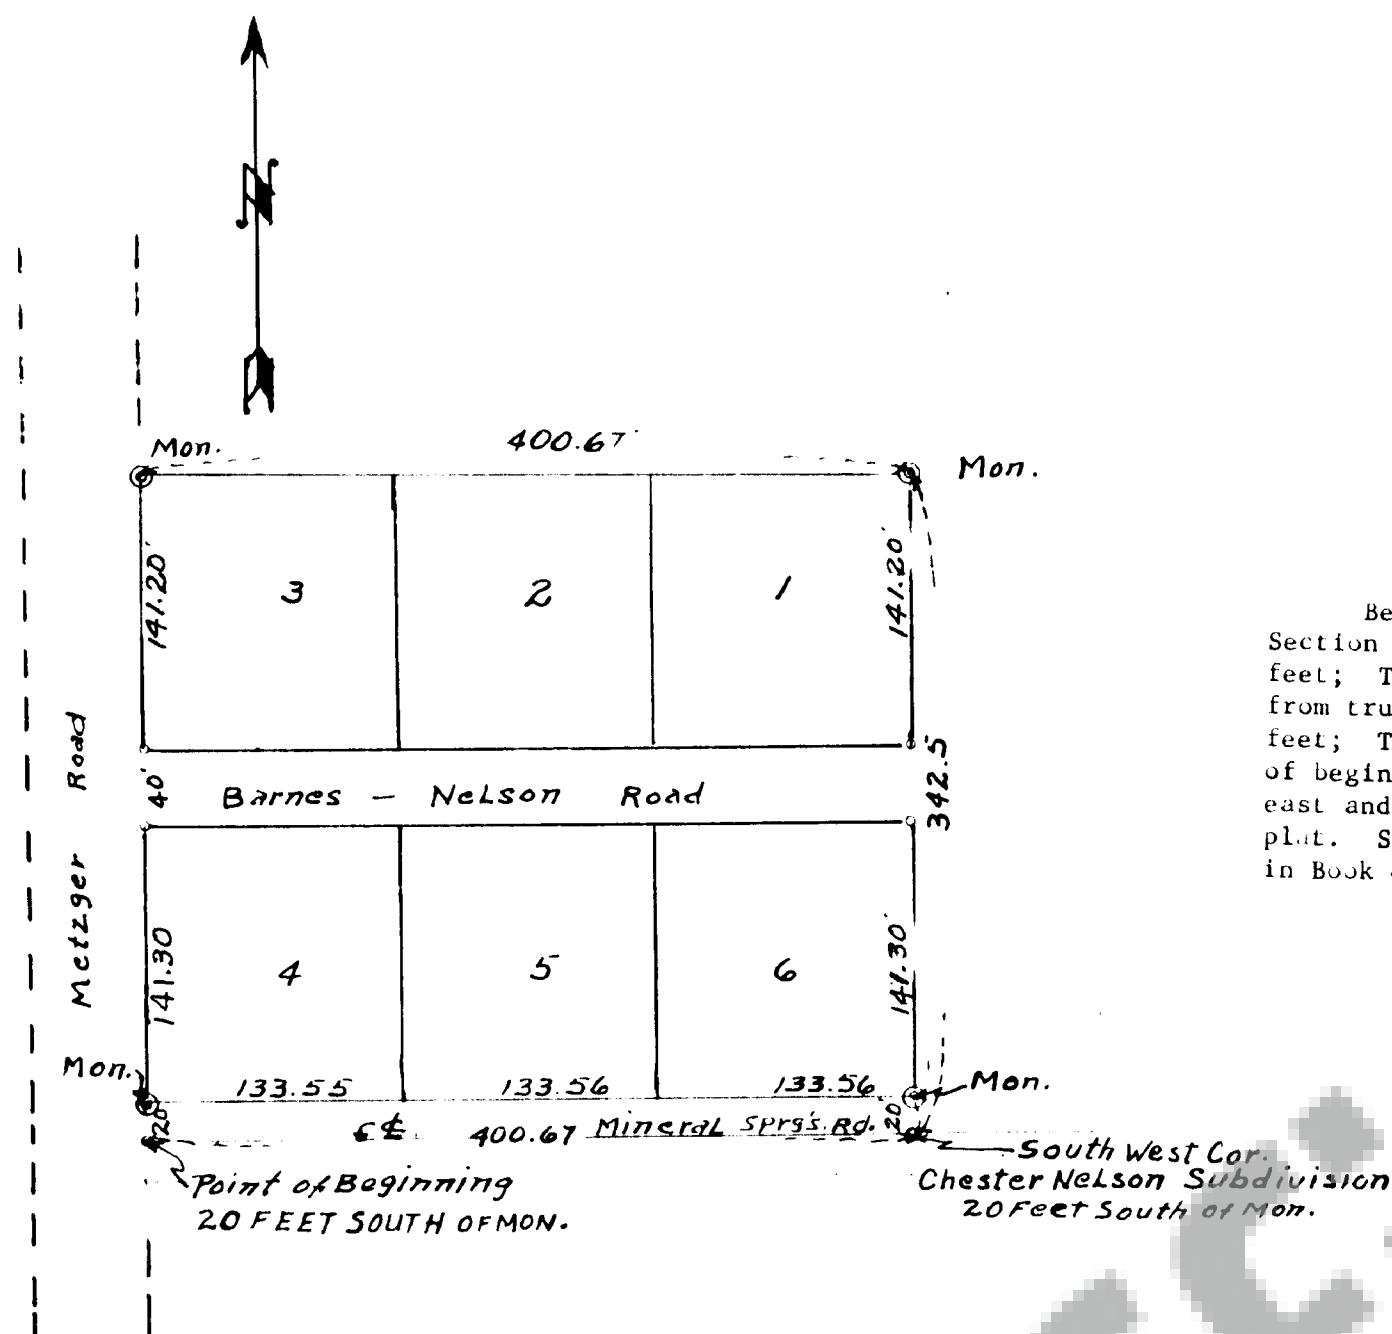 N
Mon.
400.67'
Mon.
141.20'
3
2
1
141.20'
Metzger Road
40'
Barnes - NeLson Road
342.5
141.30
4
5
6
141.30'
Mon.
133.55
133.56
133.56
Mon.
20'
℄
400.67
Mineral Sprg's. Rd.
20'
Point of Beginning
20 FEET SOUTH OF MON.
South West Cor.
Chester NeLson Subdivision
20 Feet South of Mon.
Be
Section
feet; T
from tru
feet; T
of begin
east and
plat. S
in Book